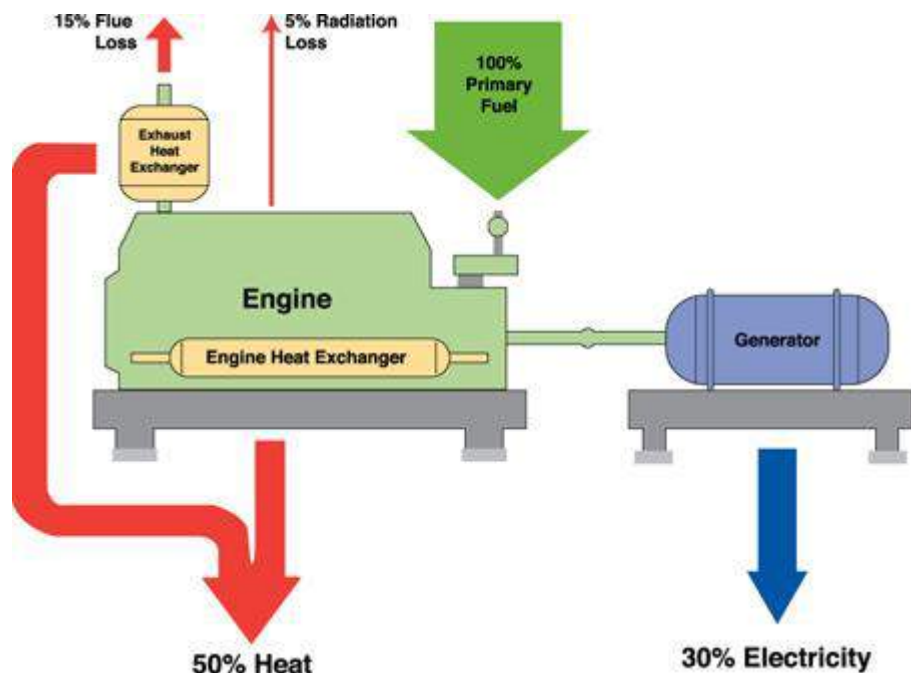 15% Flue
Loss
5% Radiation
Loss
100%
Primary
Fuel
Exhaust
Heat
Exchanger
Engine
Engine Heat Exchanger
Generator
50% Heat
30% Electricity